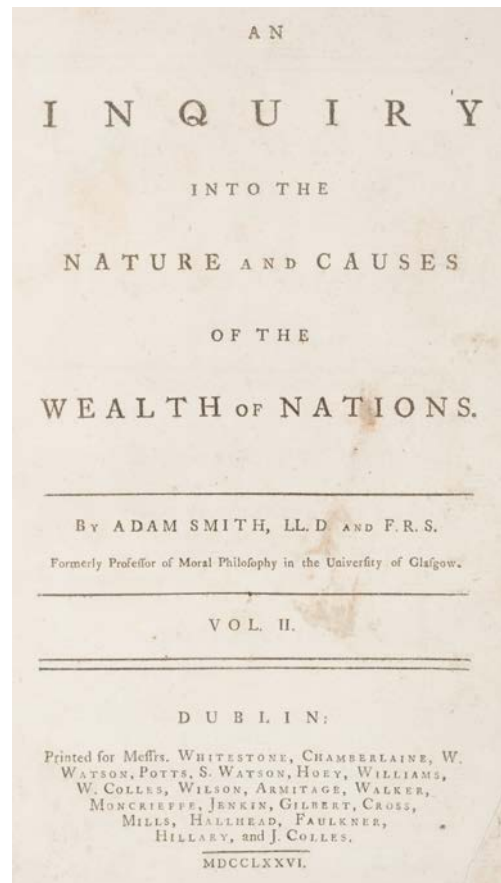 AN
INQUIRY
INTO THE
NATURE AND CAUSES
OF THE
WEALTH OF NATIONS.
By ADAM SMITH, LL.D AND F.R.S.
Formerly Profeſſor of Moral Philoſophy in the Univerſity of Glaſgow.
VOL. II.
DUBLIN:
Printed for Meſſrs. WHITESTONE, CHAMBERLAINE, W.
WATSON, POTTS, S. WATSON, HOEY, WILLIAMS,
W. COLLES, WILSON, ARMITAGE, WALKER,
MONCRIEFFE, JENKIN, GILBERT, CROSS,
MILLS, HALLHEAD, FAULKNER,
HILLARY, and J. COLLES.
MDCCLXXVI.